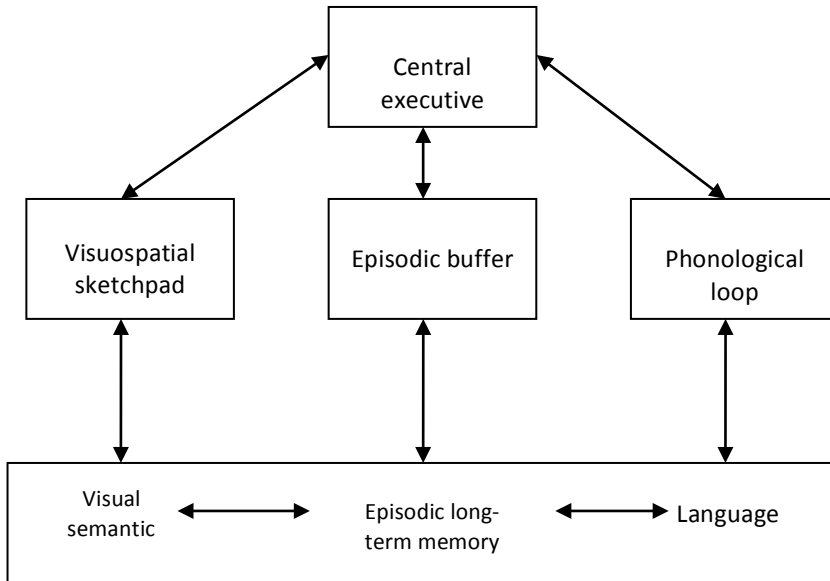 Central
executive
Visuospatial
sketchpad
Episodic buffer
Phonological
loop
Visual
semantic
Episodic long-
term memory
Language